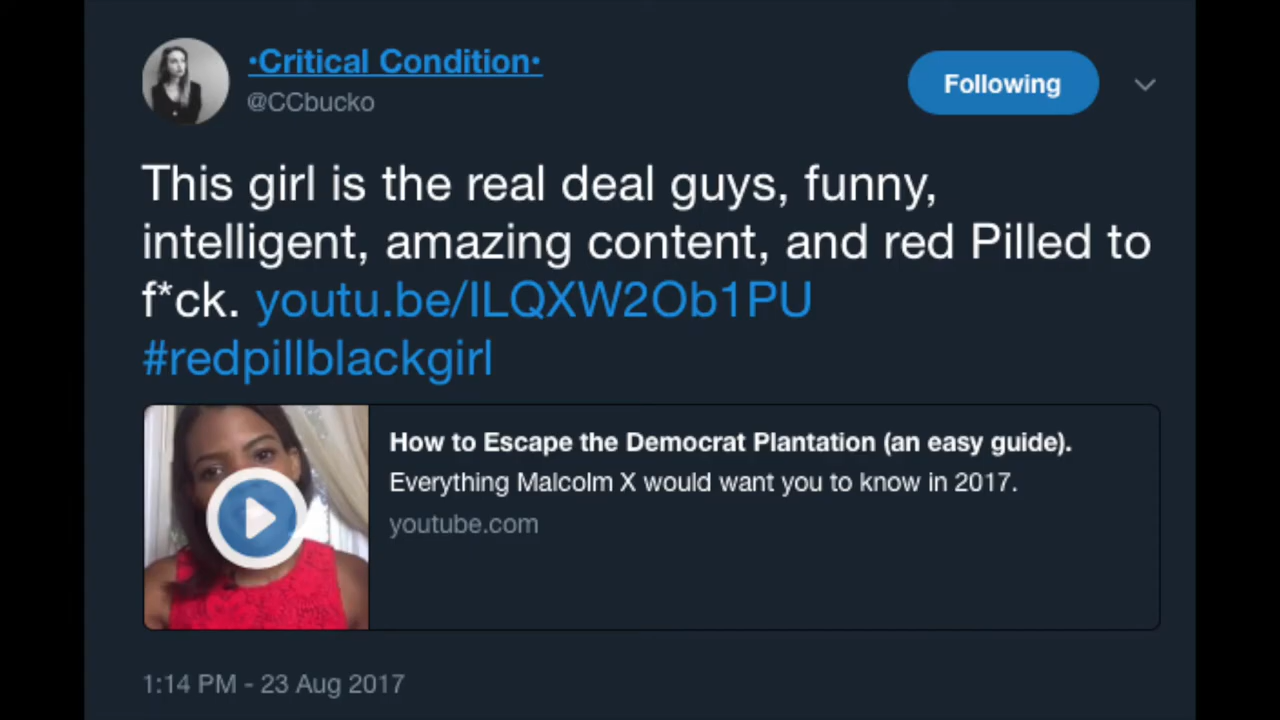 ·Critical Condition·
@CCbucko
Following
This girl is the real deal guys, funny,
intelligent, amazing content, and red Pilled to
f*ck. youtu.be/ILQXW2Ob1PU
#redpillblackgirl
How to Escape the Democrat Plantation (an easy guide).
Everything Malcolm X would want you to know in 2017.
youtube.com
1:14 PM - 23 Aug 2017